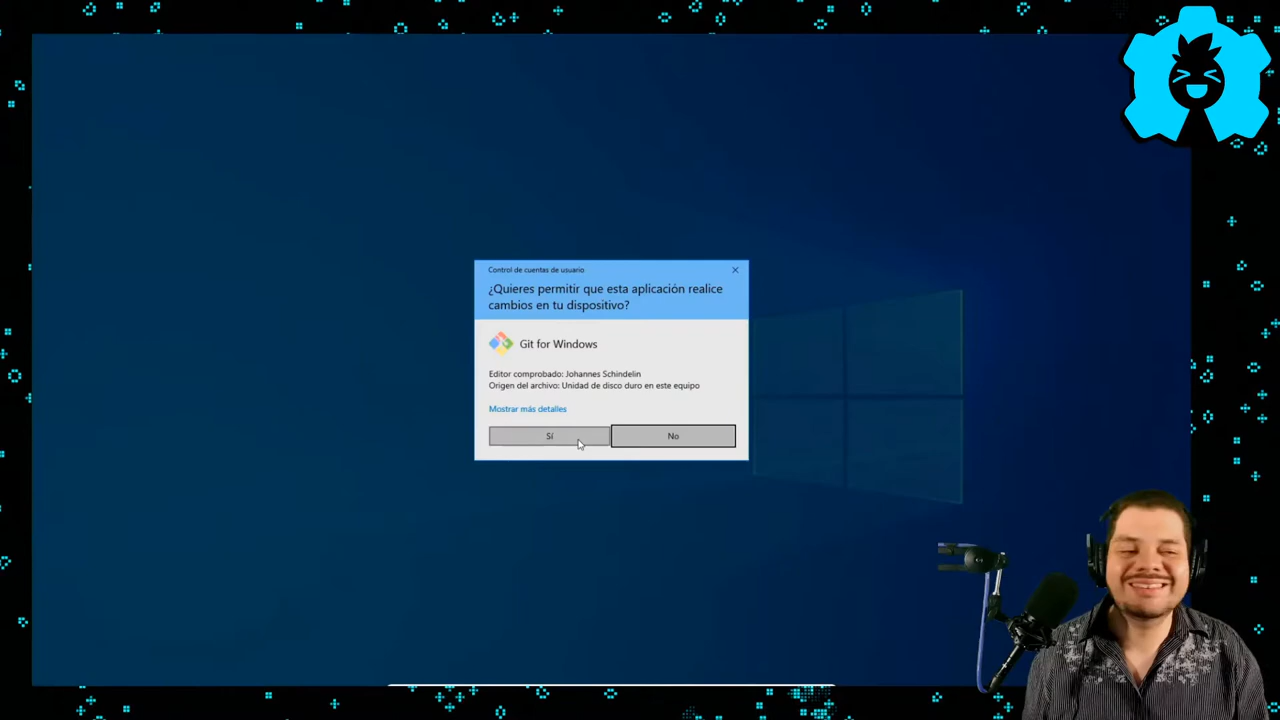 Control de cuentas de usuario
¿Quieres permitir que esta aplicación realice
cambios en tu dispositivo?
Git for Windows
Editor comprobado: Johannes Schindelin
Origen del archivo: Unidad de disco duro en este equipo
Mostrar más detalles
Sí
No